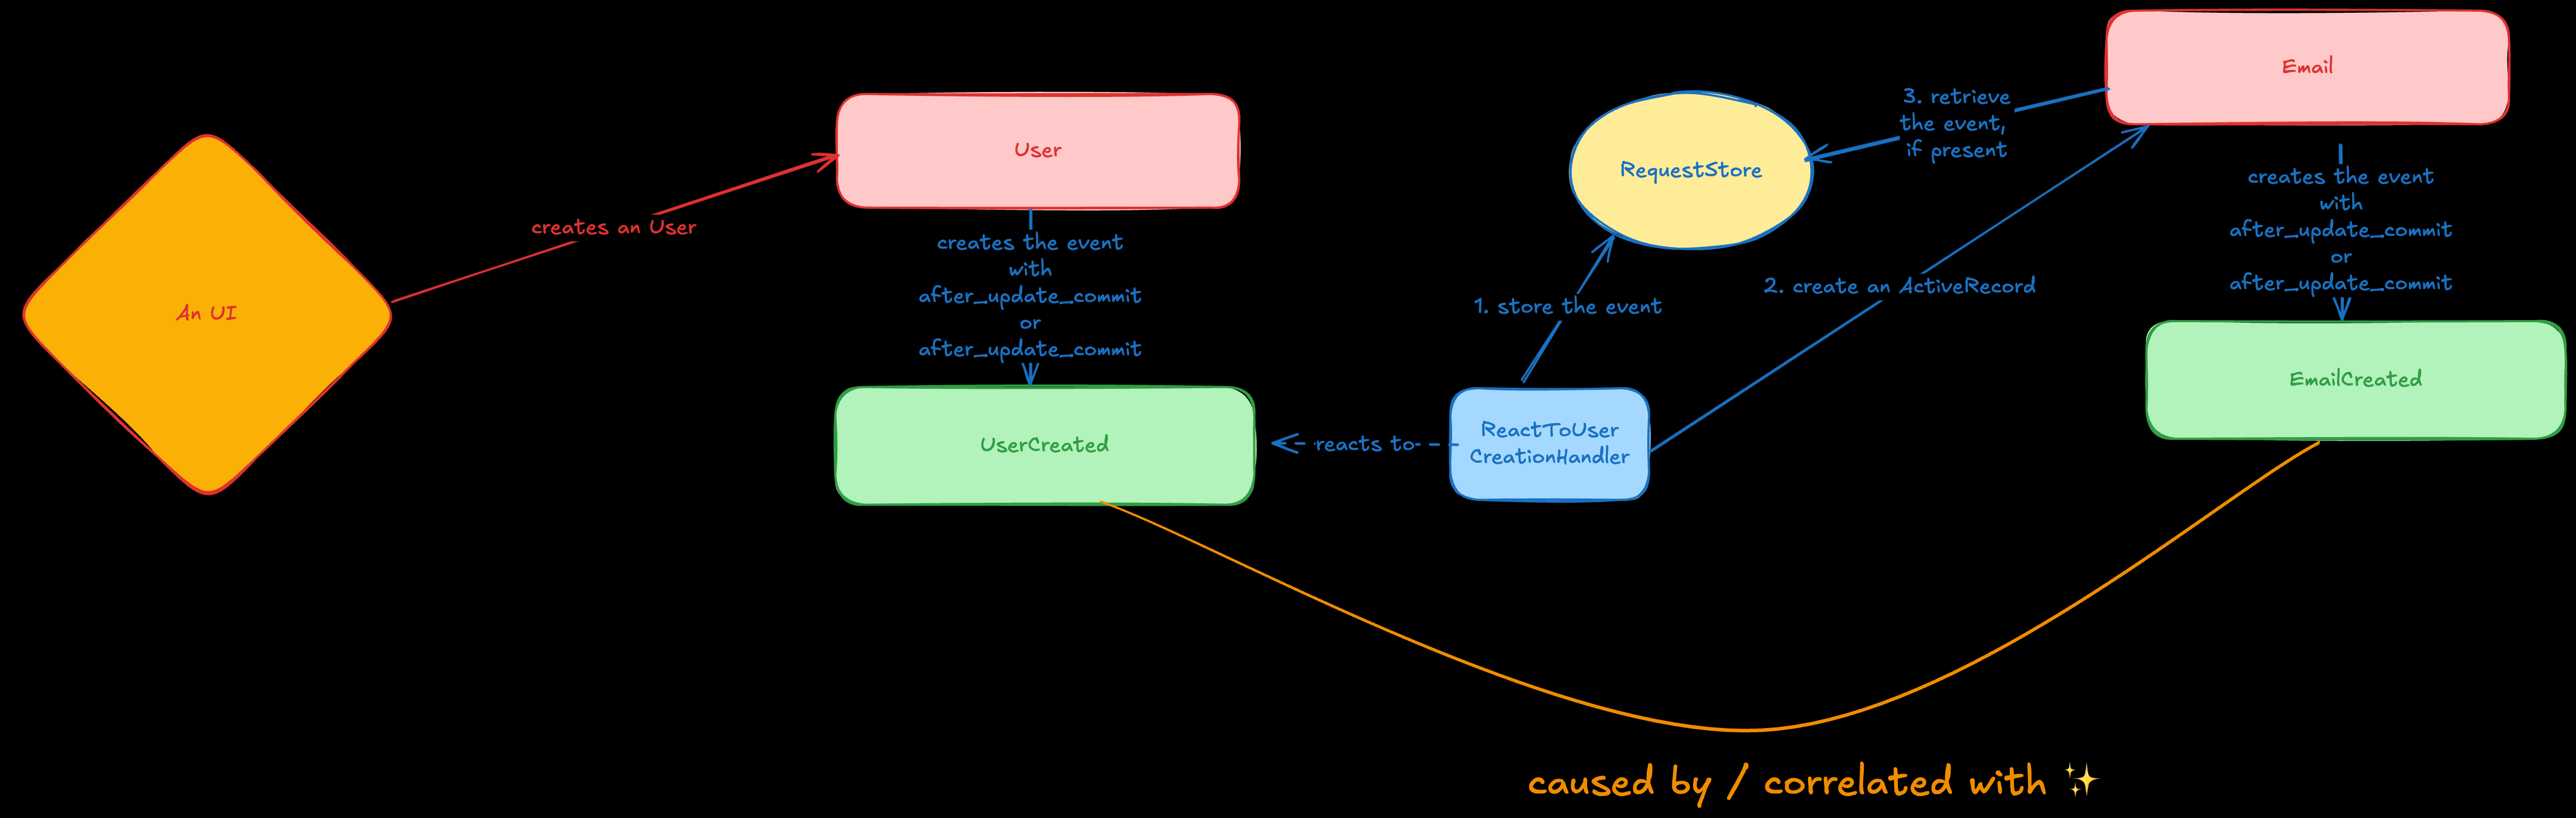 An UI
creates an User
User
creates the event
with
after_update_commit
or
after_update_commit
UserCreated
reacts to
ReactToUser
CreationHandler
1. store the event
RequestStore
2. create an ActiveRecord
3. retrieve
the event,
if present
Email
creates the event
with
after_update_commit
or
after_update_commit
EmailCreated
caused by / correlated with ✨